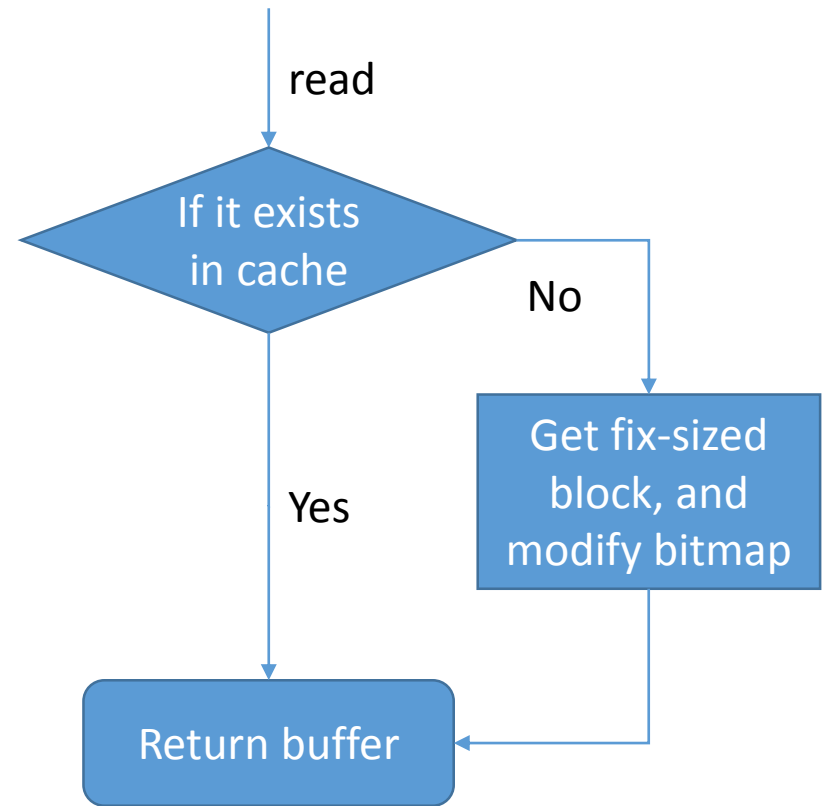 read
If it exists
in cache
No
Get fix-sized
block, and
modify bitmap
Yes
Return buffer